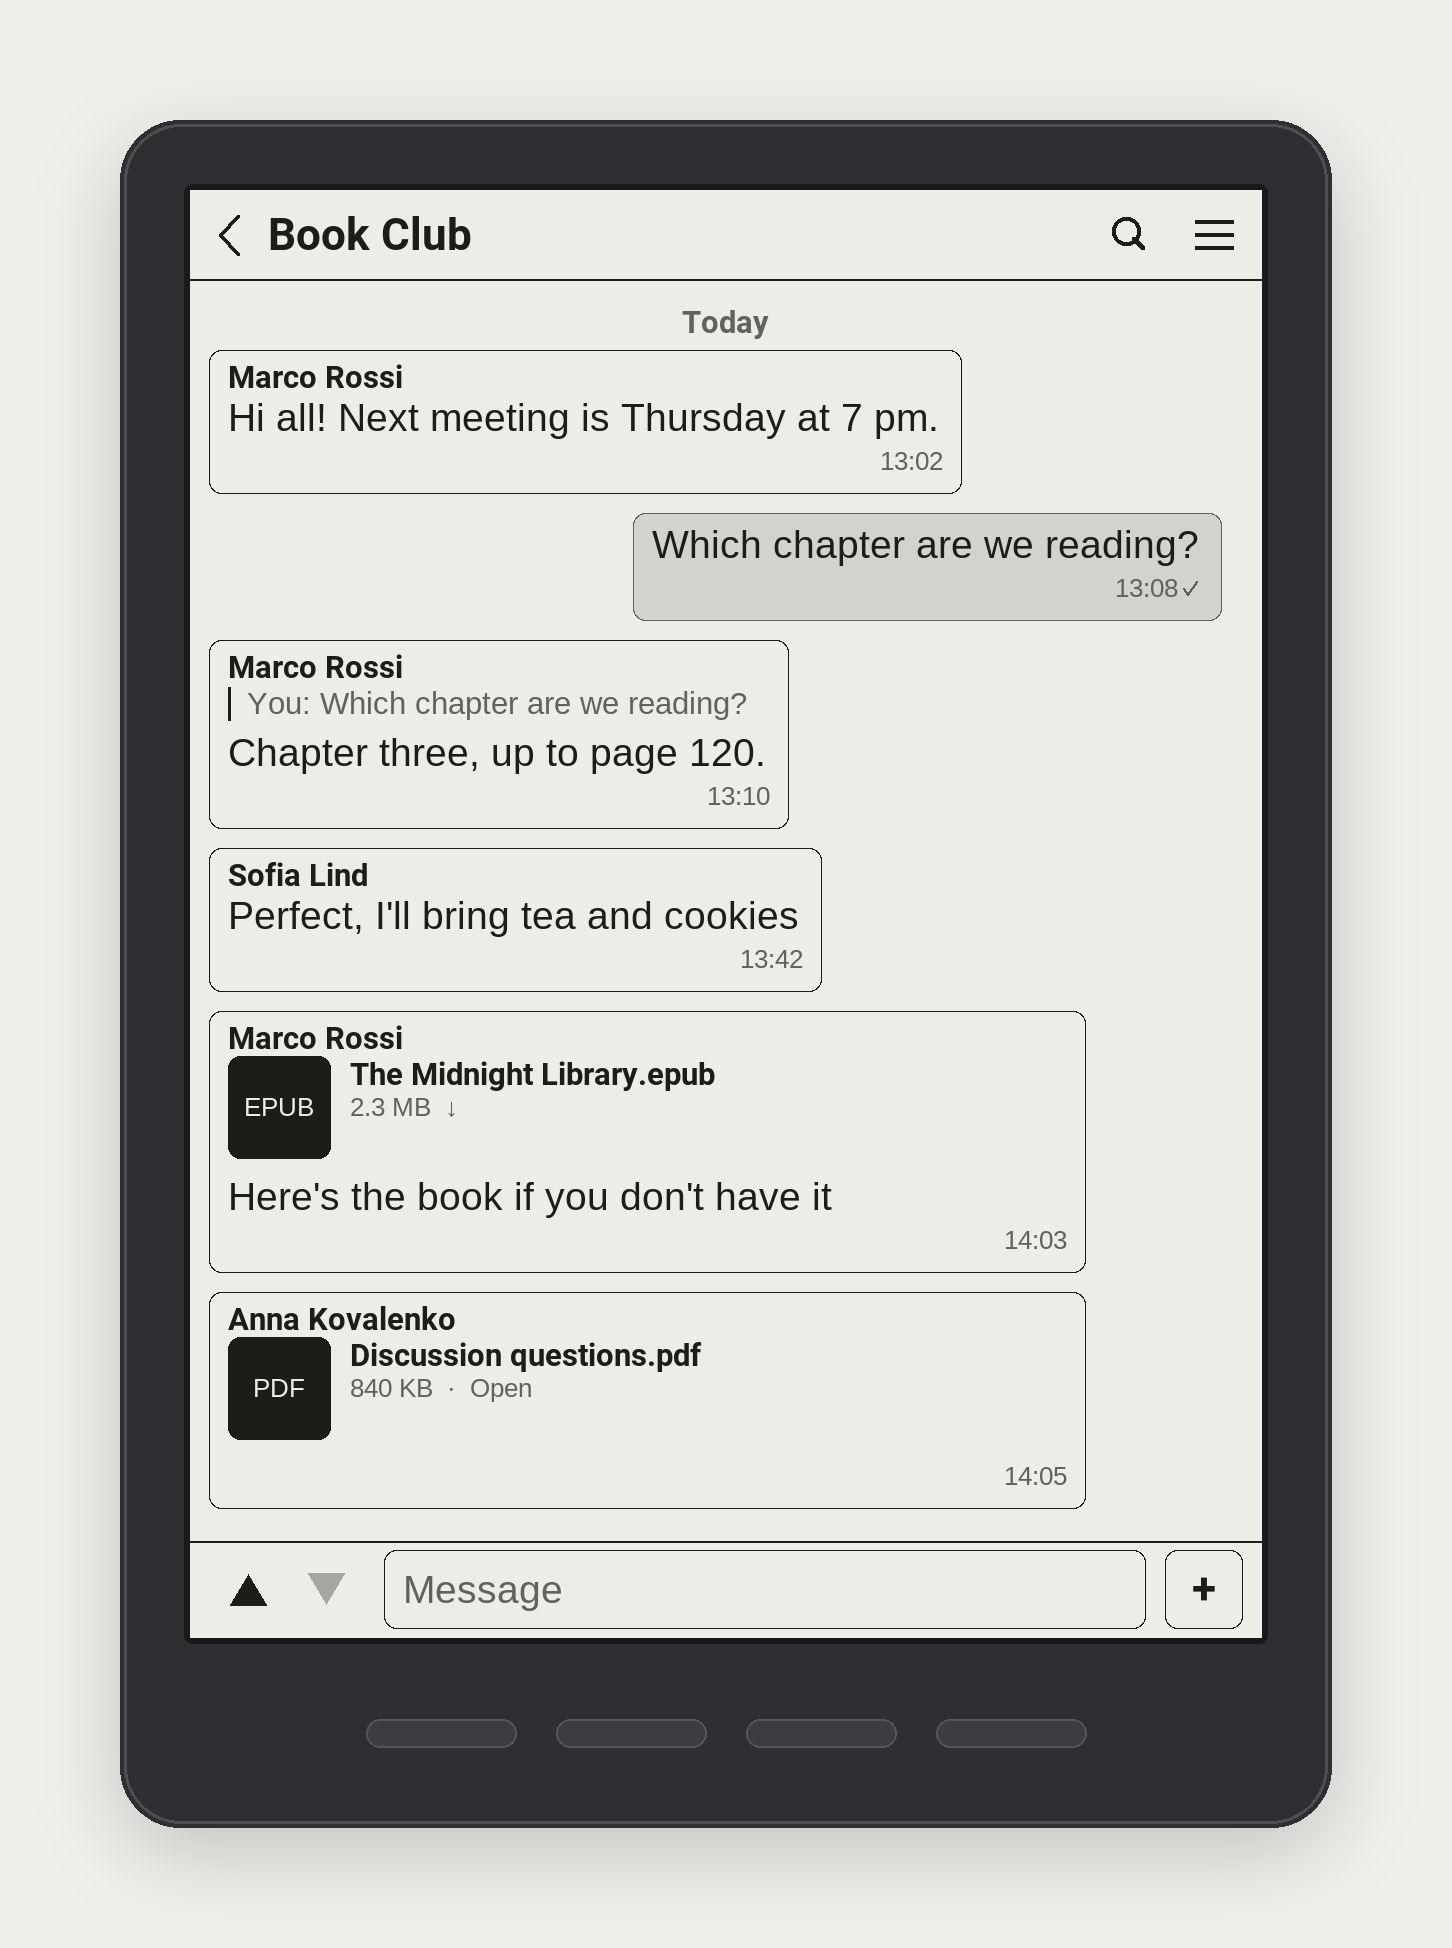 Book Club
Today
Marco Rossi
Hi all! Next meeting is Thursday at 7 pm.
13:02
Which chapter are we reading?
13:08✓
Marco Rossi
You: Which chapter are we reading?
Chapter three, up to page 120.
13:10
Sofia Lind
Perfect, I'll bring tea and cookies
13:42
Marco Rossi
EPUB
The Midnight Library.epub
2.3 MB ↓
Here's the book if you don't have it
14:03
Anna Kovalenko
PDF
Discussion questions.pdf
840 KB · Open
14:05
Message
+